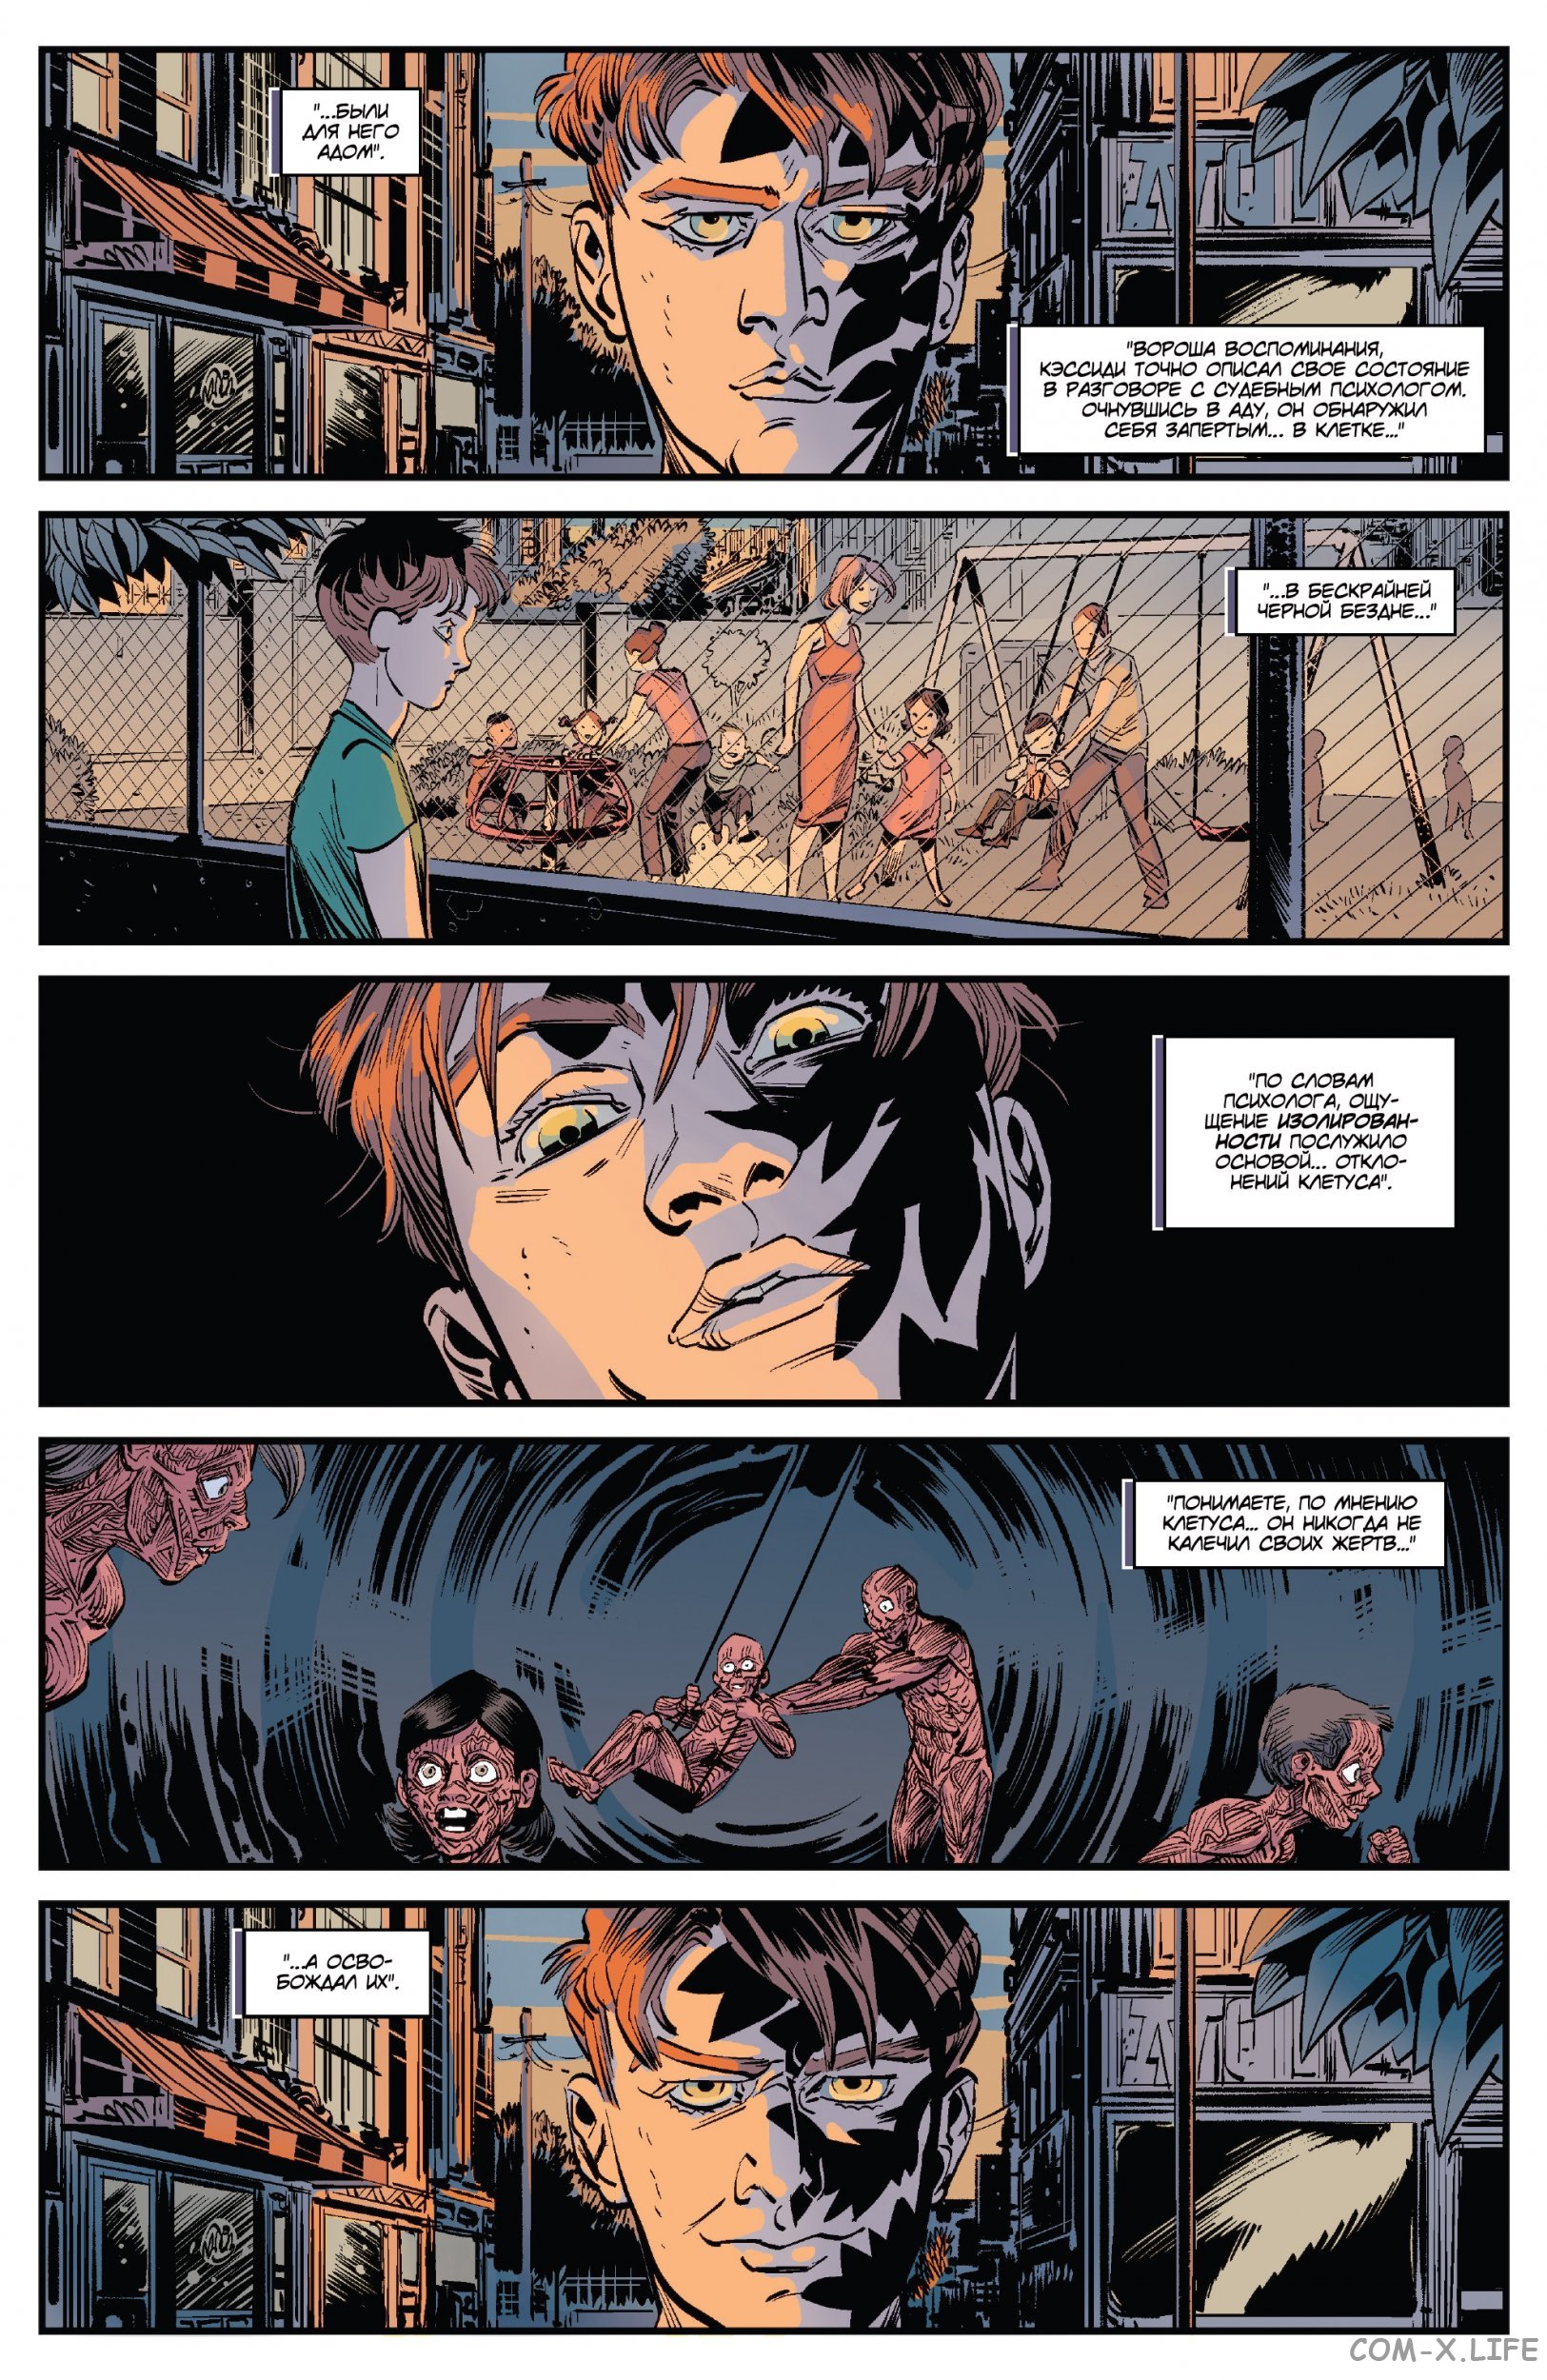 "...БЫЛИ
ДЛЯ НЕГО
АДОМ".
"ВОРОША ВОСПОМИНАНИЯ,
КЭССИДИ ТОЧНО ОПИСАЛ СВОЕ СОСТОЯНИЕ
В РАЗГОВОРЕ С СУДЕБНЫМ ПСИХОЛОГОМ.
ОЧНУВШИСЬ В АДУ, ОН ОБНАРУЖИЛ
СЕБЯ ЗАПЕРТЫМ... В КЛЕТКЕ..."
"...В БЕСКРАЙНЕЙ
ЧЕРНОЙ БЕЗДНЕ..."
"ПО СЛОВАМ
ПСИХОЛОГА, ОЩУ-
ЩЕНИЕ ИЗОЛИРОВАН-
НОСТИ ПОСЛУЖИЛО
ОСНОВОЙ... ОТКЛО-
НЕНИЙ КЛЕТУСА".
"ПОНИМАЕТЕ, ПО МНЕНИЮ
КЛЕТУСА... ОН НИКОГДА НЕ
КАЛЕЧИЛ СВОИХ ЖЕРТВ..."
"...А ОСВО-
БОЖДАЛ ИХ".
COM-X.LIFE